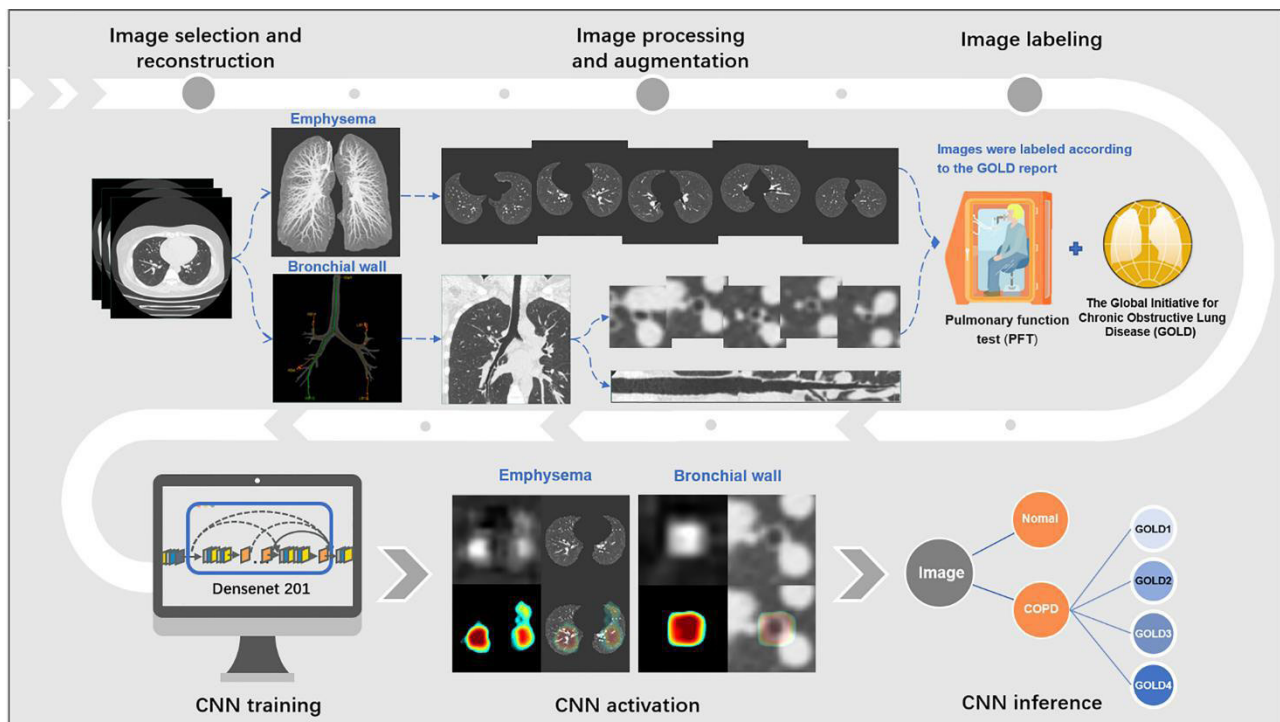 Image selection and
reconstruction
Image processing
and augmentation
Image labeling
Emphysema
Bronchial wall
Images were labeled according
to the GOLD report
Pulmonary function
test (PFT)
The Global Initiative for
Chronic Obstructive Lung
Disease (GOLD)
Densenet 201
CNN training
Emphysema
Bronchial wall
CNN activation
Image
Nomal
COPD
GOLD1
GOLD2
GOLD3
GOLD4
CNN inference